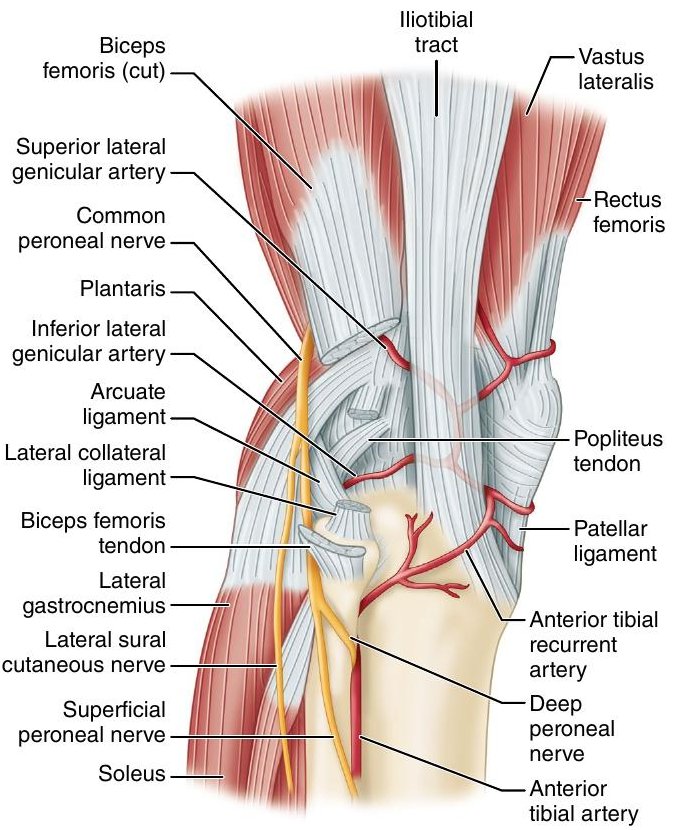 Iliotibial
tract
Biceps
femoris (cut)
Vastus
lateralis
Superior lateral
genicular artery
Rectus
femoris
Common
peroneal nerve
Plantaris
Inferior lateral
genicular artery
Arcuate
ligament
Popliteus
tendon
Lateral collateral
ligament
Biceps femoris
tendon
Patellar
ligament
Lateral
gastrocnemius
Anterior tibial
recurrent
artery
Lateral sural
cutaneous nerve
Deep
peroneal
nerve
Superficial
peroneal nerve
Soleus
Anterior
tibial artery